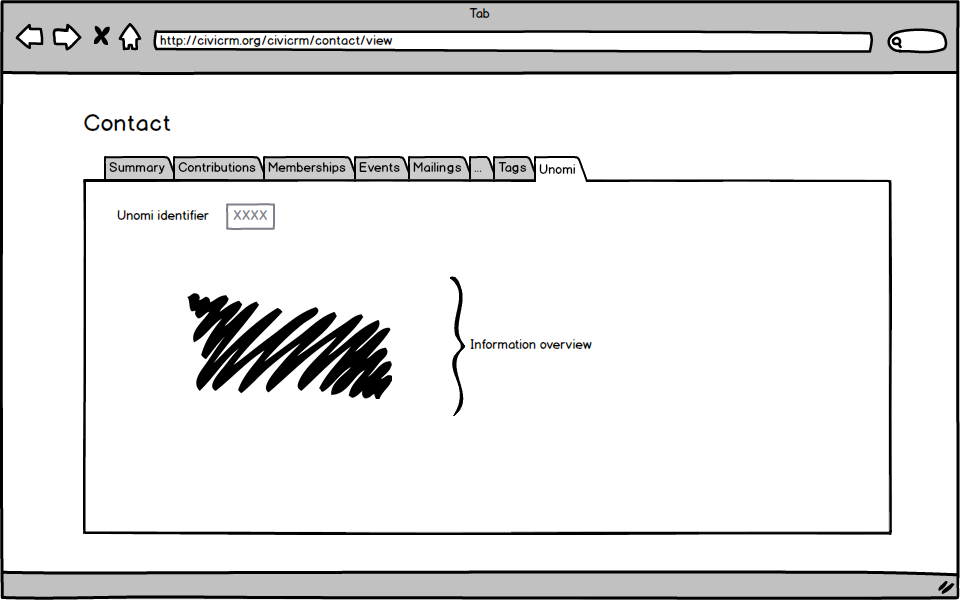 Tab
http://civicrm.org/civicrm/contact/view
Contact
Summary Contributions Memberships Events Mailings ... Tags Unomi
Unomi identifier XXXX
Information overview